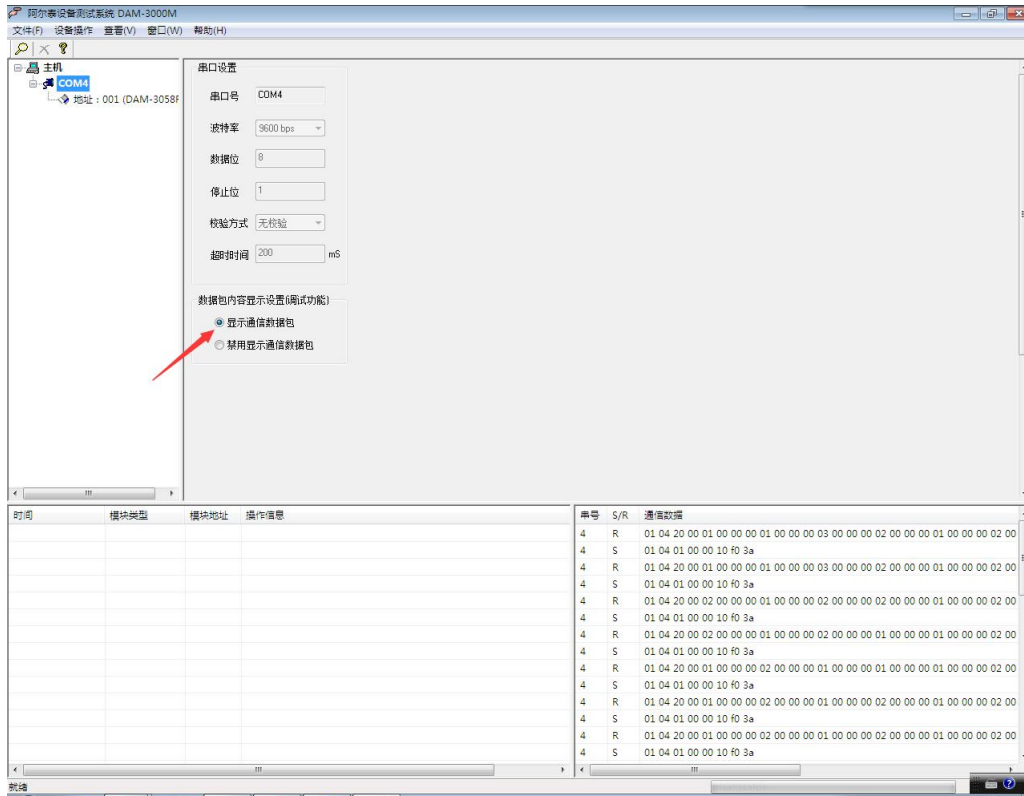 阿尔泰设备测试系统 DAM-3000M
文件(F) 设备操作 查看(V) 窗口(W) 帮助(H)
主机
COM4
地址：001 (DAM-3058F
串口设置
串口号 COM4
波特率 9600 bps
数据位 8
停止位 1
校验方式 无校验
超时时间 200 mS
数据包内容显示设置(调试功能)
显示通信数据包
禁用显示通信数据包
时间 模块类型 模块地址 操作信息
串号 S/R 通信数据
4 R 01 04 20 00 01 00 00 00 01 00 00 00 03 00 00 00 02 00 00 00 01 00 00 00 02 00
4 S 01 04 01 00 00 10 f0 3a
4 R 01 04 20 00 01 00 00 00 01 00 00 00 03 00 00 00 02 00 00 00 01 00 00 00 02 00
4 S 01 04 01 00 00 10 f0 3a
4 R 01 04 20 00 02 00 00 00 01 00 00 00 02 00 00 00 02 00 00 00 01 00 00 00 02 00
4 S 01 04 01 00 00 10 f0 3a
4 R 01 04 20 00 02 00 00 00 01 00 00 00 02 00 00 00 01 00 00 00 01 00 00 00 02 00
4 S 01 04 01 00 00 10 f0 3a
4 R 01 04 20 00 01 00 00 00 02 00 00 00 01 00 00 00 01 00 00 00 01 00 00 00 02 00
4 S 01 04 01 00 00 10 f0 3a
4 R 01 04 20 00 01 00 00 00 02 00 00 00 01 00 00 00 02 00 00 00 01 00 00 00 02 00
4 S 01 04 01 00 00 10 f0 3a
4 R 01 04 20 00 01 00 00 00 02 00 00 00 01 00 00 00 02 00 00 00 01 00 00 00 02 00
4 S 01 04 01 00 00 10 f0 3a
就绪